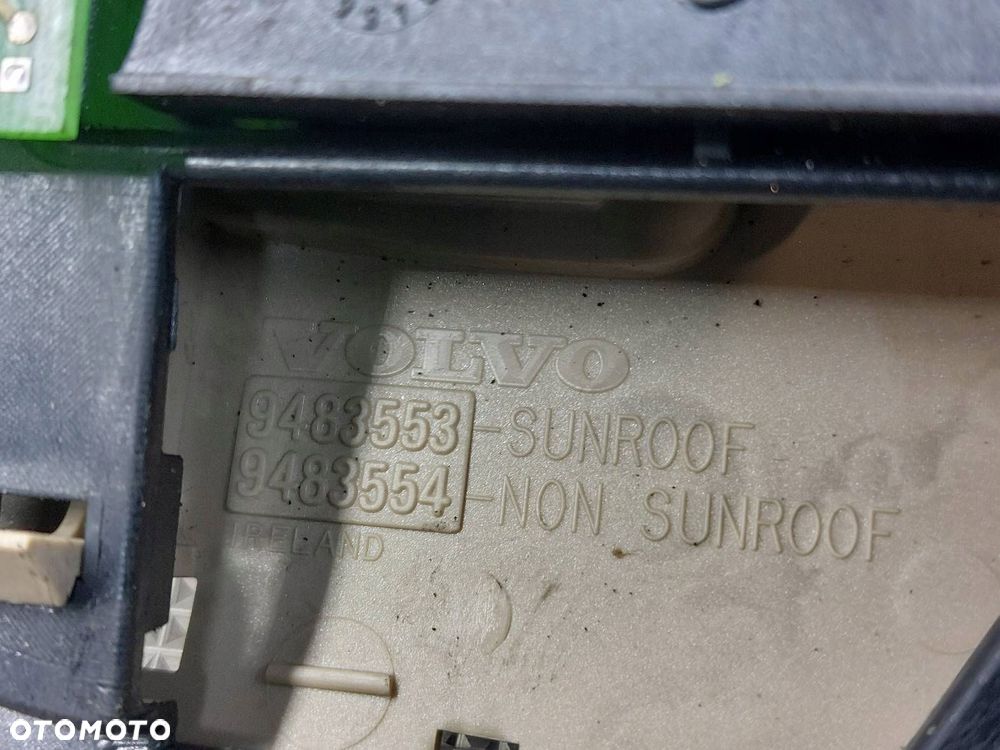 VOLVO
9483553 -SUNROOF
9483554 -NON SUNROOF
IRELAND
OTOMOTO